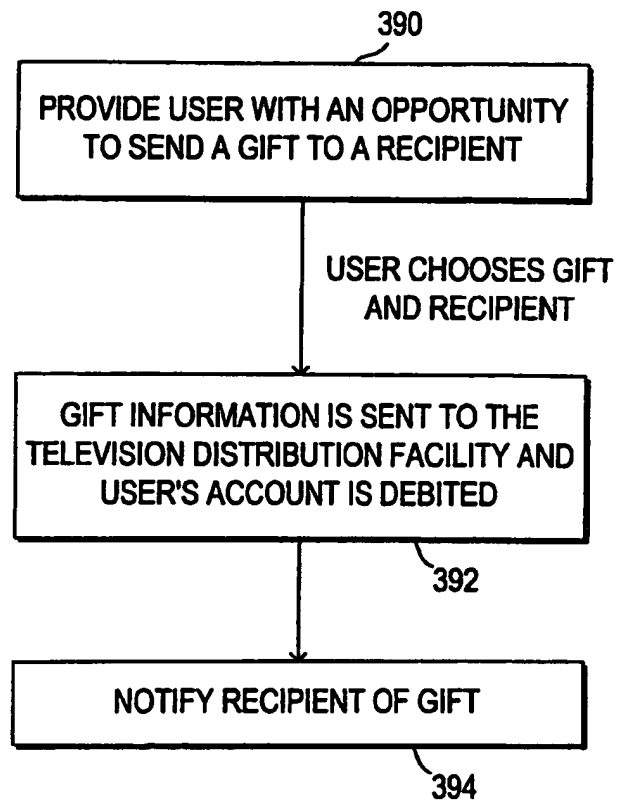 390
PROVIDE USER WITH AN OPPORTUNITY
TO SEND A GIFT TO A RECIPIENT
USER CHOOSES GIFT
AND RECIPIENT
GIFT INFORMATION IS SENT TO THE
TELEVISION DISTRIBUTION FACILITY AND
USER'S ACCOUNT IS DEBITED
392
NOTIFY RECIPIENT OF GIFT
394